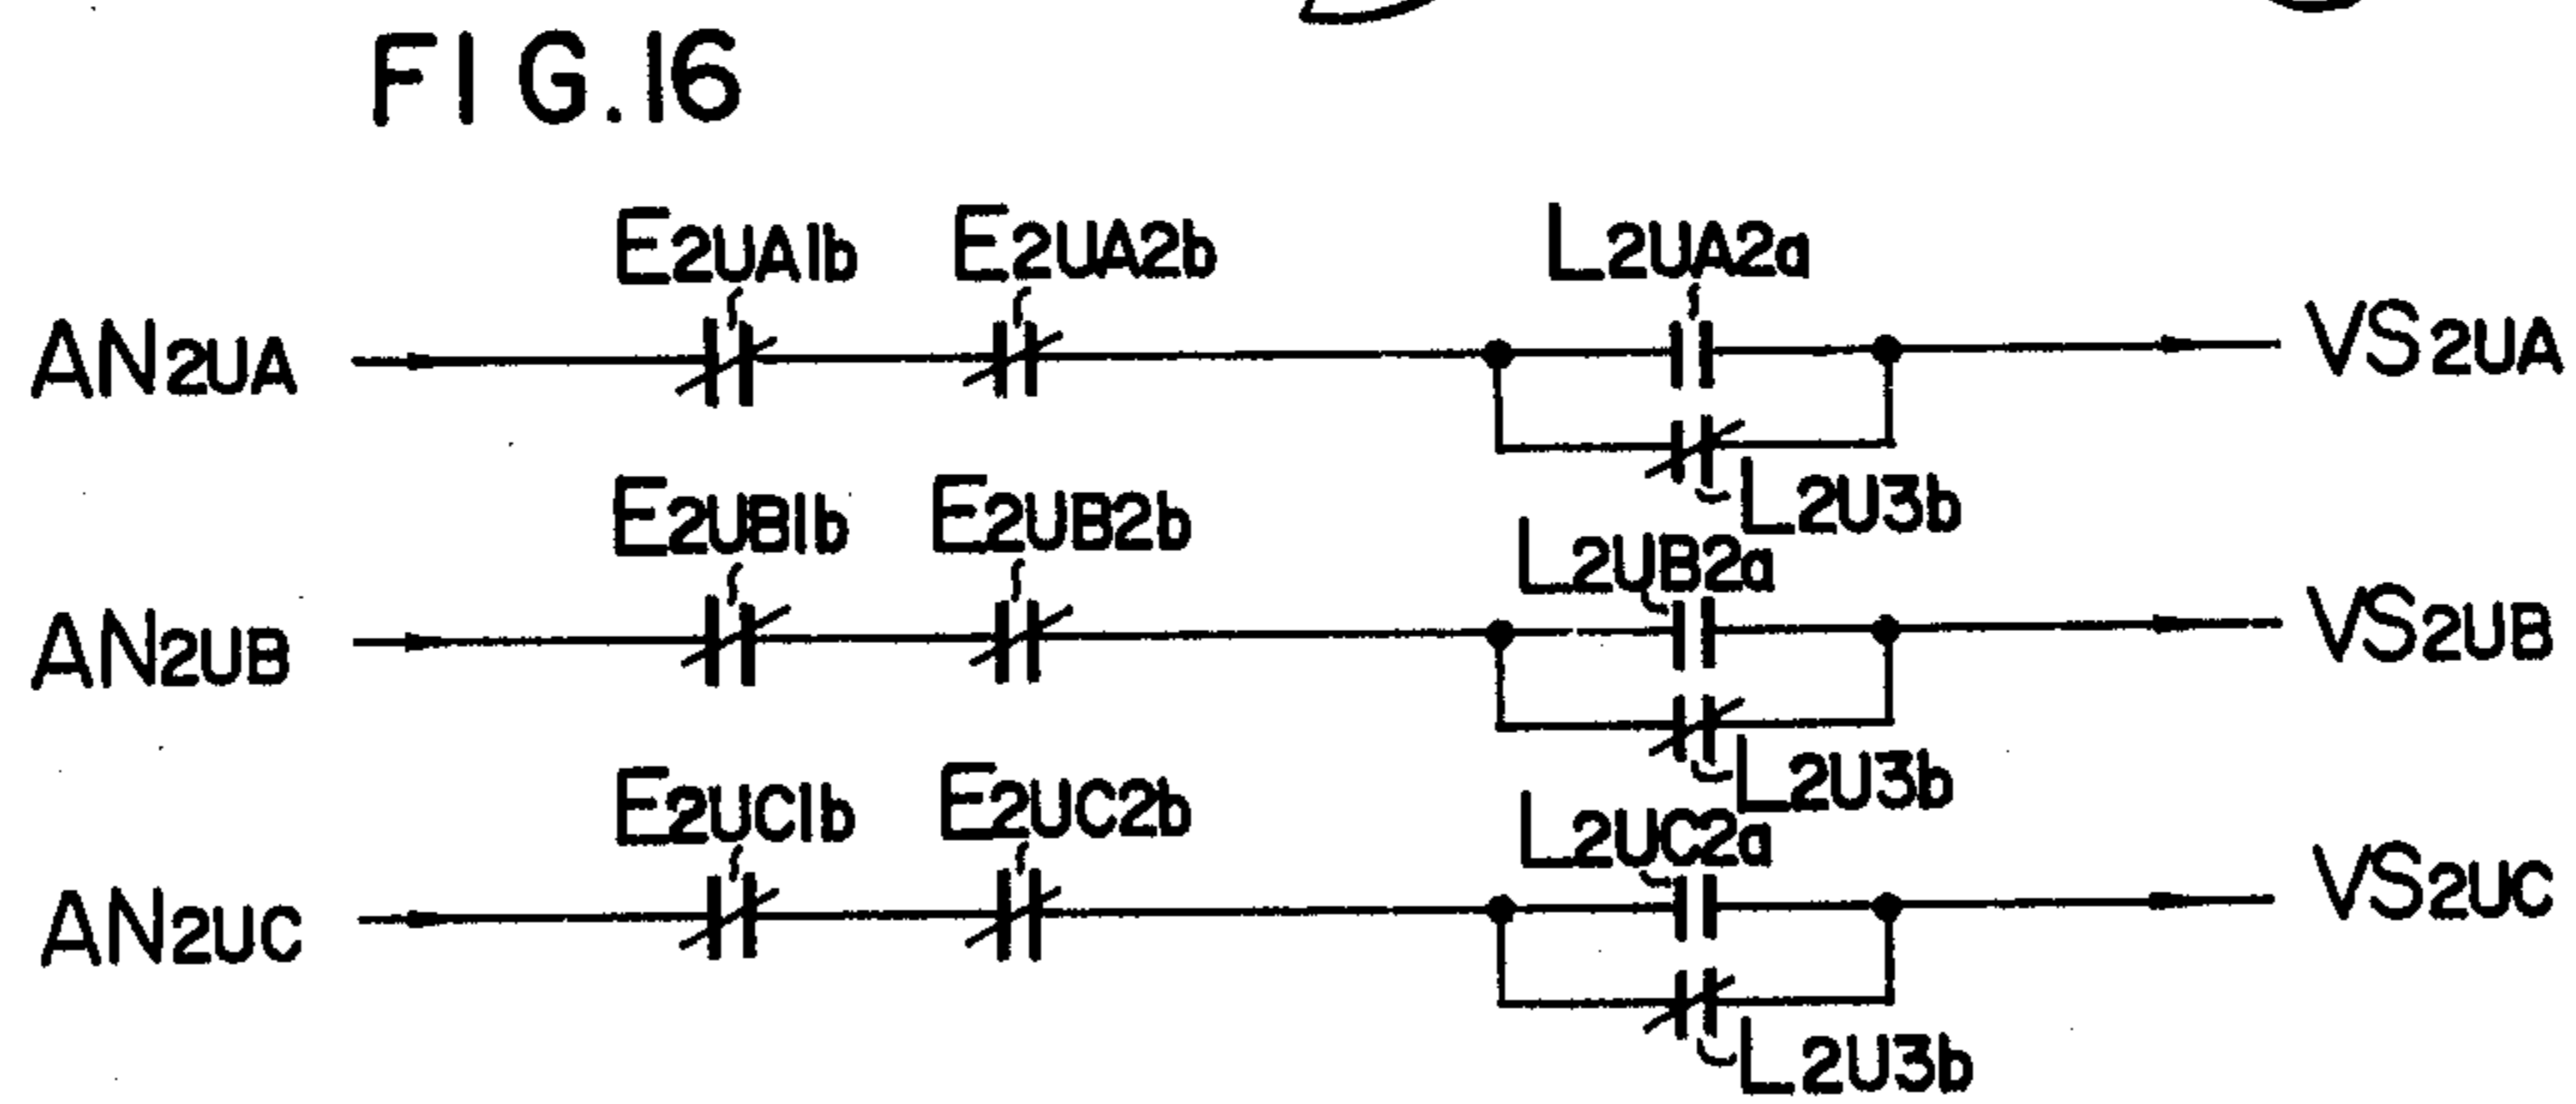 FIG.16
E2UA1b E2UA2b L2UA2a
AN2UA VS2UA
L2U3b
E2UB1b E2UB2b L2UB2a
AN2UB VS2UB
L2U3b
E2UC1b E2UC2b L2UC2a
AN2UC VS2UC
L2U3b